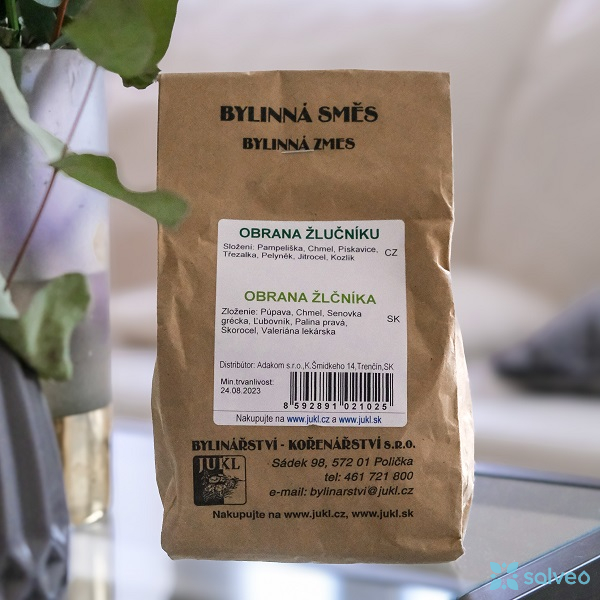 BYLINNÁ SMĚS
BYLINNÁ ZMES
OBRANA ŽLUČNÍKU
Složení: Pampeliška, Chmel, Pískavice,
Třezalka, Pelyněk, Jitrocel, Kozlík
CZ
OBRANA ŽLČNÍKA
Zloženie: Púpava, Chmel, Senovka
grécka, Ľubovník, Palina pravá,
Skorocel, Valeriána lekárska
SK
Distribútor: Adakom s.r.o.,K.Šmidkeho 14,Trenčín,SK
Min.trvanlivost:
24.08.2023
8 592891 021025
Nakupujte na www.jukl.cz a www.jukl.sk
BYLINÁŘSTVÍ - KOŘENÁŘSTVÍ s.r.o.
JUKL
Sádek 98, 572 01 Polička
tel: 461 721 800
e-mail: bylinarstvi@jukl.cz
Nakupujte na www.jukl.cz, www.jukl.sk
salveo